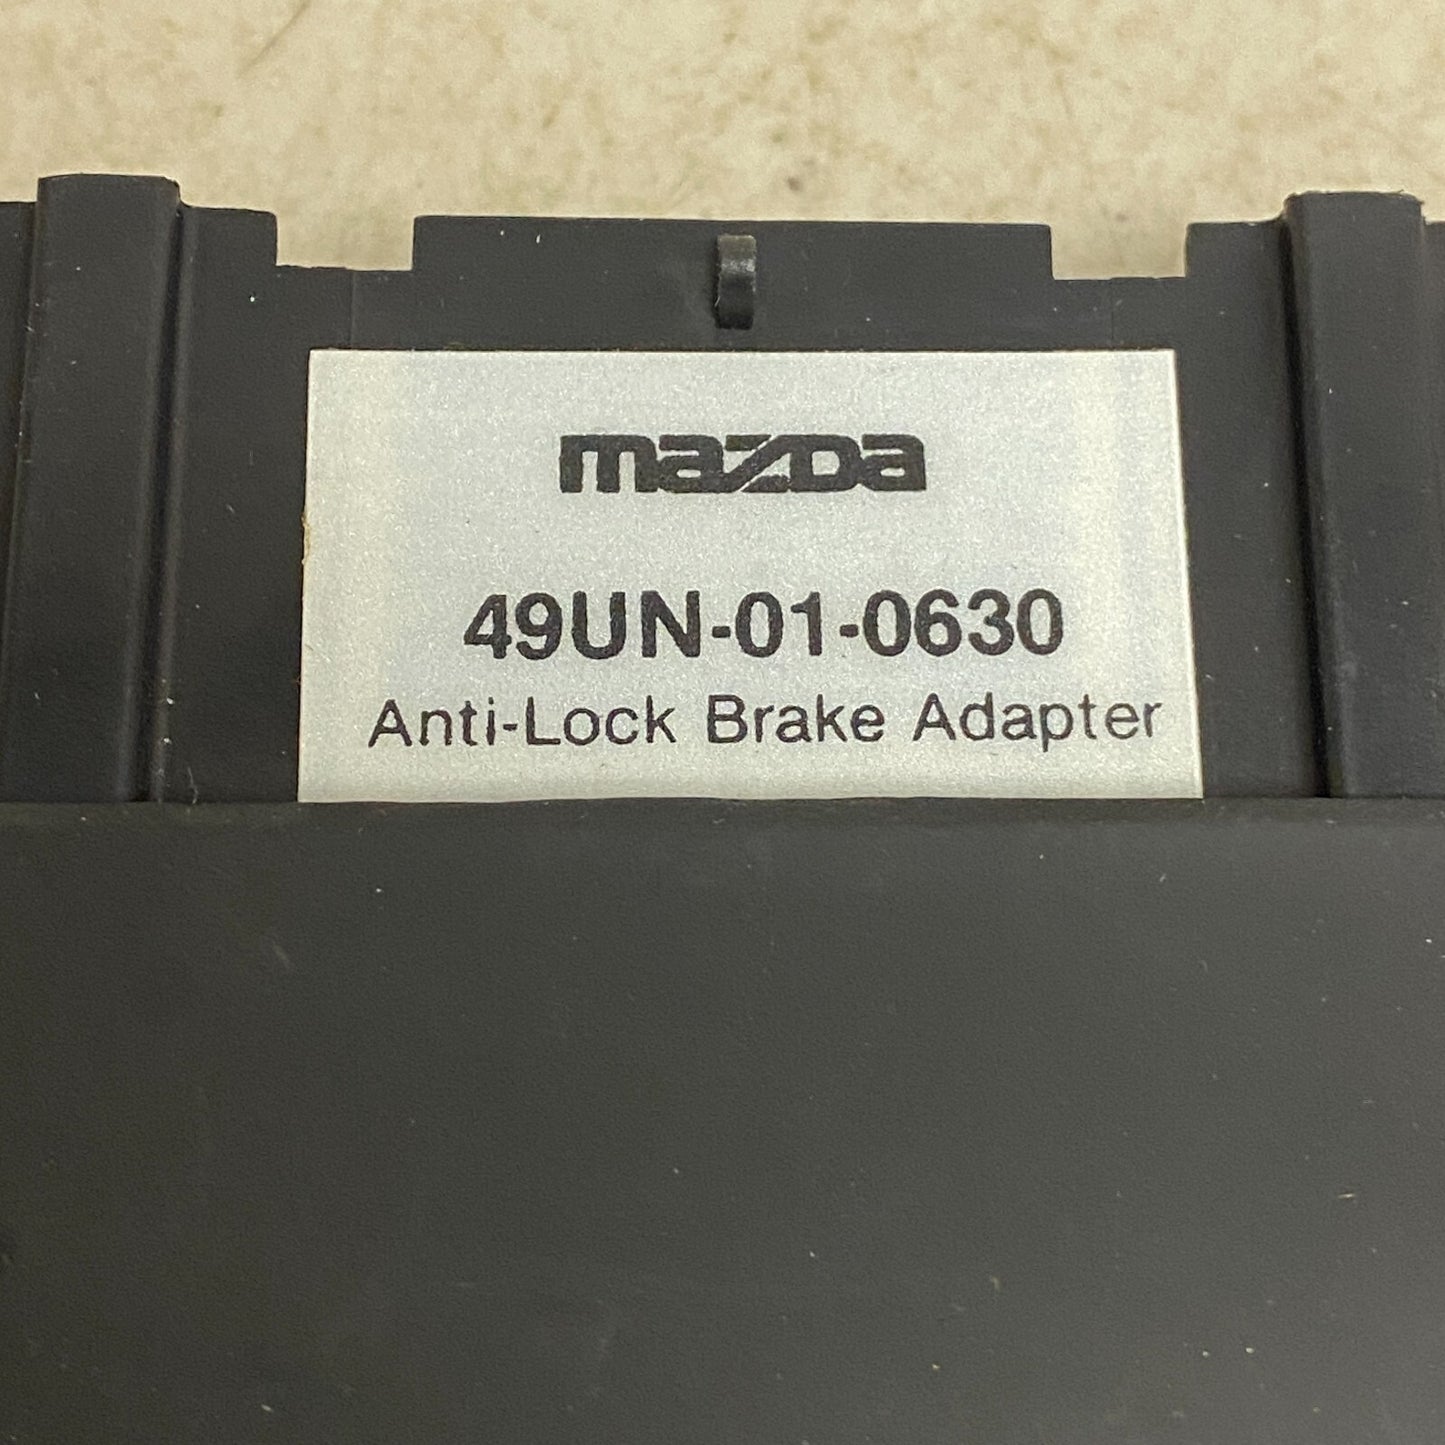 mazda
49UN-01-0630
Anti-Lock Brake Adapter